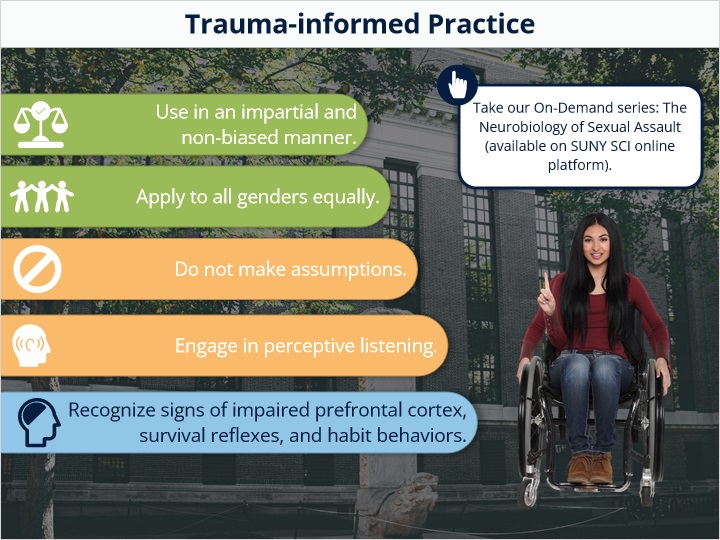 Trauma-informed Practice
Use in an impartial and
non-biased manner.
Apply to all genders equally.
Do not make assumptions.
Engage in perceptive listening.
Recognize signs of impaired prefrontal cortex,
survival reflexes, and habit behaviors.
Take our On-Demand series: The
Neurobiology of Sexual Assault
(available on SUNY SCI online
platform).